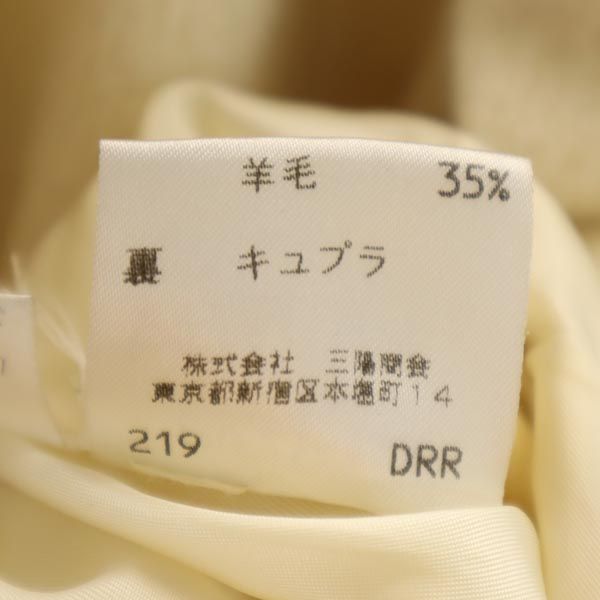 羊毛 35%
裏 キュプラ
株式会社 三陽商会
東京都新宿区本塩町14
219 DRR